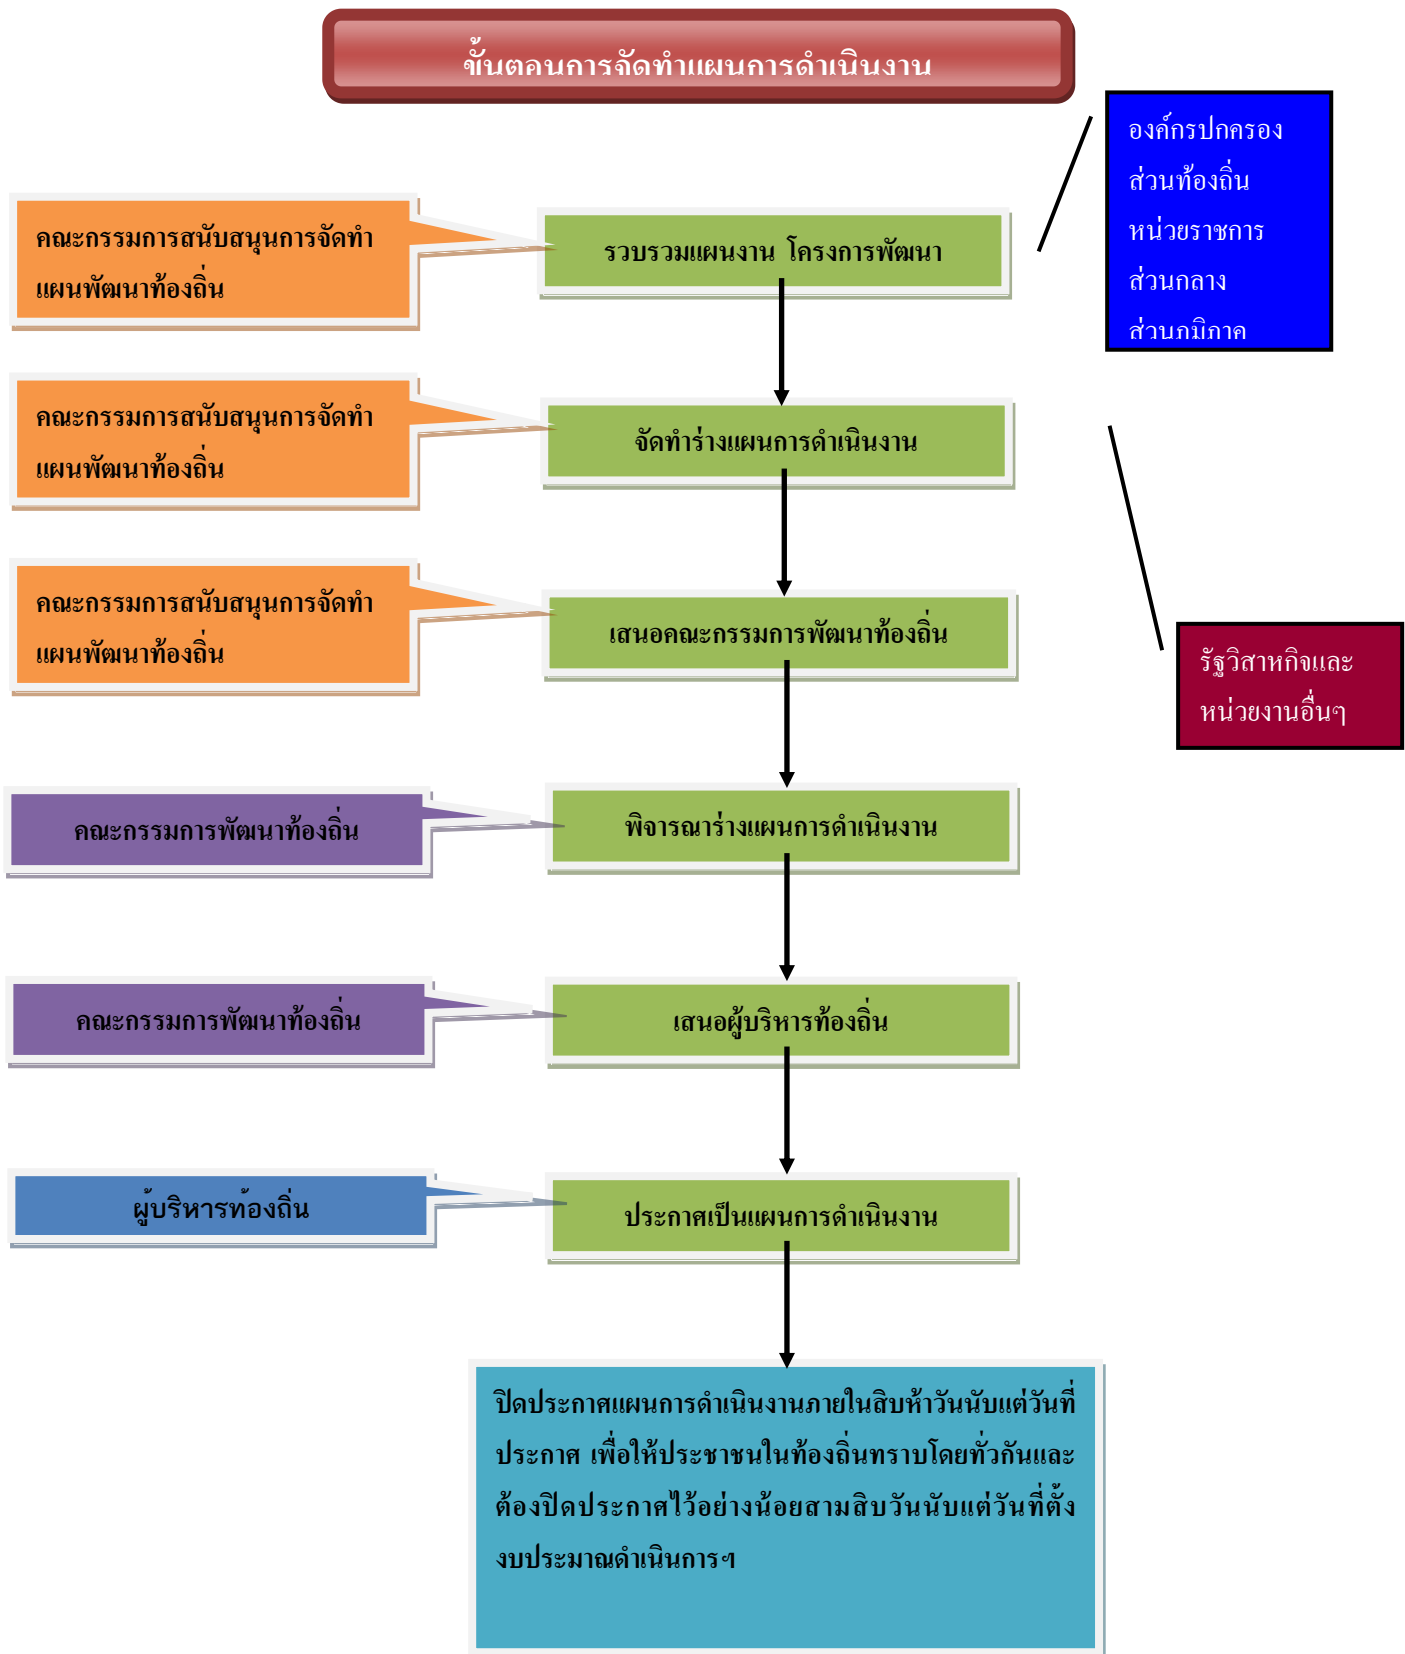 ขั้นตอนการจัดทำแผนการดำเนินงาน
องค์กรปกครอง
ส่วนท้องถิ่น
หน่วยราชการ
ส่วนกลาง
ส่วนภูมิภาค
คณะกรรมการสนับสนุนการจัดทำ
แผนพัฒนาท้องถิ่น
รวบรวมแผนงาน โครงการพัฒนา
คณะกรรมการสนับสนุนการจัดทำ
แผนพัฒนาท้องถิ่น
จัดทำร่างแผนการดำเนินงาน
คณะกรรมการสนับสนุนการจัดทำ
แผนพัฒนาท้องถิ่น
เสนอคณะกรรมการพัฒนาท้องถิ่น
รัฐวิสาหกิจและ
หน่วยงานอื่นๆ
คณะกรรมการพัฒนาท้องถิ่น
พิจารณาร่างแผนการดำเนินงาน
คณะกรรมการพัฒนาท้องถิ่น
เสนอผู้บริหารท้องถิ่น
ผู้บริหารท้องถิ่น
ประกาศเป็นแผนการดำเนินงาน
ปิดประกาศแผนการดำเนินงานภายในสิบห้าวันนับแต่วันที่
ประกาศ เพื่อให้ประชาชนในท้องถิ่นทราบโดยทั่วกันและ
ต้องปิดประกาศไว้อย่างน้อยสามสิบวันนับแต่วันที่ตั้ง
งบประมาณดำเนินการฯ